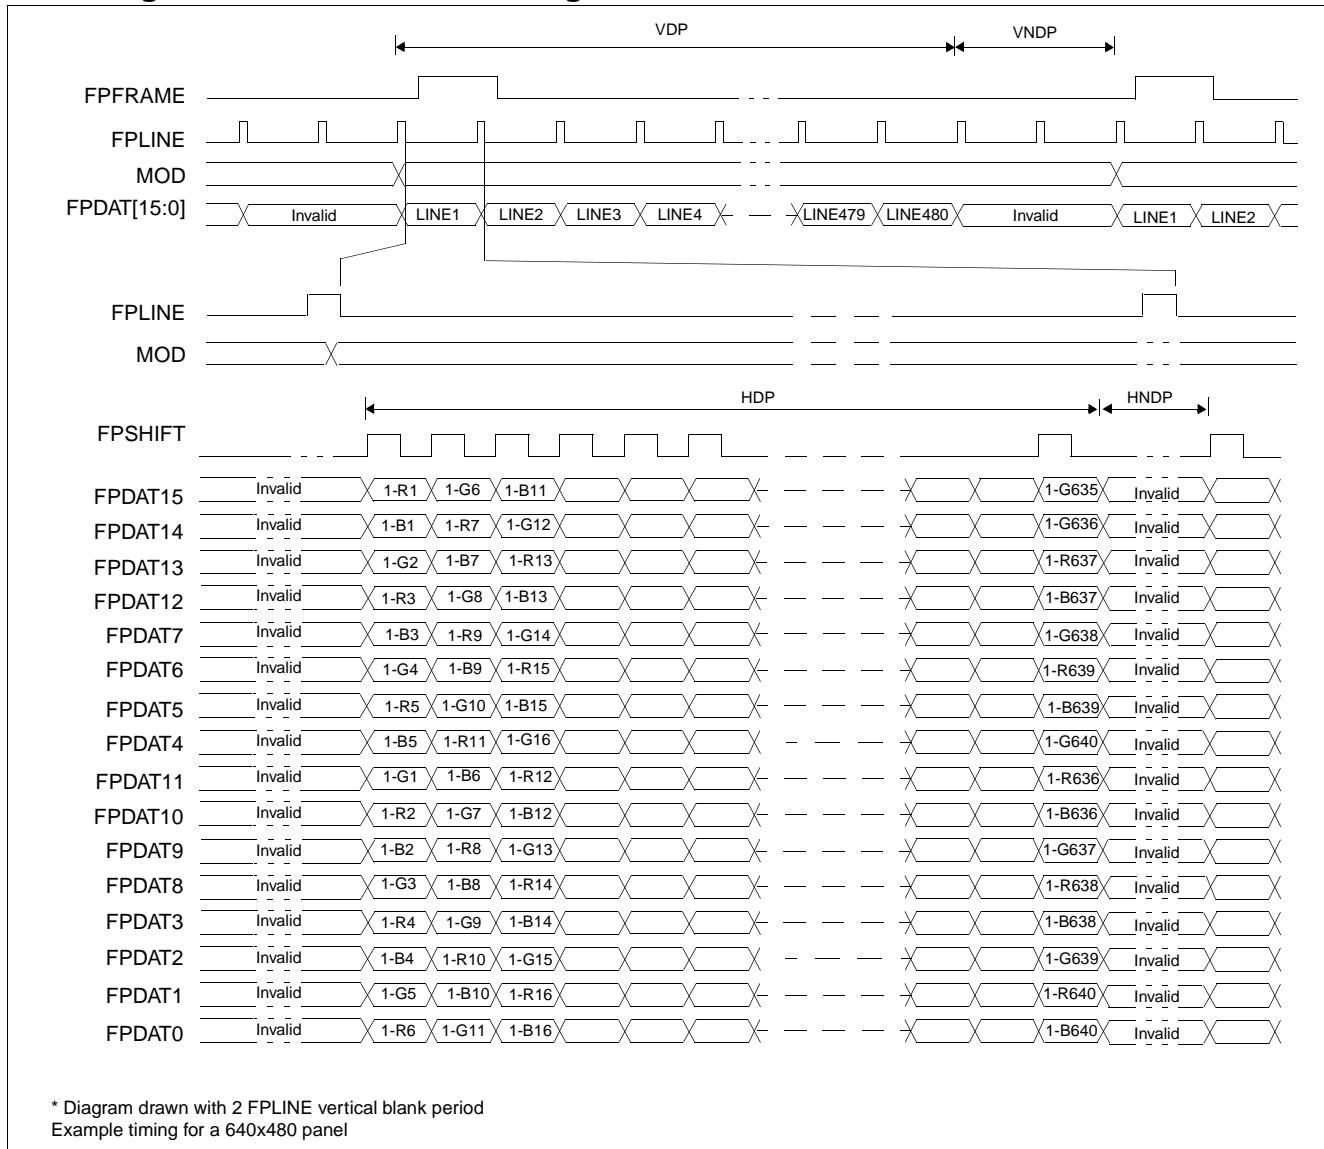 VDP VNDP
FPFRAME
FPLINE
MOD
FPDAT[15:0] Invalid LINE1 LINE2 LINE3 LINE4 LINE479 LINE480 Invalid LINE1 LINE2
FPLINE
MOD
HDP HNDP
FPSHIFT
FPDAT15 Invalid 1-R1 1-G6 1-B11 1-G635 Invalid
FPDAT14 Invalid 1-B1 1-R7 1-G12 1-G636 Invalid
FPDAT13 Invalid 1-G2 1-B7 1-R13 1-R637 Invalid
FPDAT12 Invalid 1-R3 1-G8 1-B13 1-B637 Invalid
FPDAT7 Invalid 1-B3 1-R9 1-G14 1-G638 Invalid
FPDAT6 Invalid 1-G4 1-B9 1-R15 1-R639 Invalid
FPDAT5 Invalid 1-R5 1-G10 1-B15 1-B639 Invalid
FPDAT4 Invalid 1-B5 1-R11 1-G16 1-G640 Invalid
FPDAT11 Invalid 1-G1 1-B6 1-R12 1-R636 Invalid
FPDAT10 Invalid 1-R2 1-G7 1-B12 1-B636 Invalid
FPDAT9 Invalid 1-B2 1-R8 1-G13 1-G637 Invalid
FPDAT8 Invalid 1-G3 1-B8 1-R14 1-R638 Invalid
FPDAT3 Invalid 1-R4 1-G9 1-B14 1-B638 Invalid
FPDAT2 Invalid 1-B4 1-R10 1-G15 1-G639 Invalid
FPDAT1 Invalid 1-G5 1-B10 1-R16 1-R640 Invalid
FPDAT0 Invalid 1-R6 1-G11 1-B16 1-B640 Invalid
* Diagram drawn with 2 FPLINE vertical blank period
Example timing for a 640x480 panel